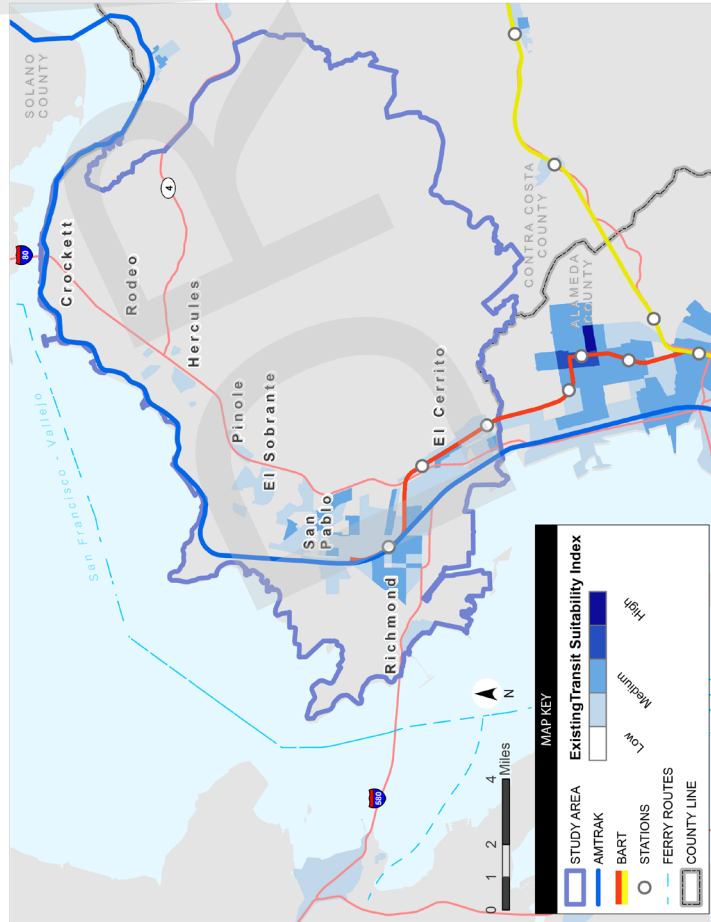 SOLANO
COUNTY
80
Crockett
Rodeo
4
Hercules
San Francisco - Vallejo
Pinole
El Sobrante
CONTRA COSTA
COUNTY
ALAMEDA
COUNTY
San
Pablo
El Cerrito
Richmond
580
N
0 1 2 4
Miles
MAP KEY
STUDY AREA
AMTRAK
BART
STATIONS
FERRY ROUTES
COUNTY LINE
ExistingTransit Suitability Index
Low
Medium
High